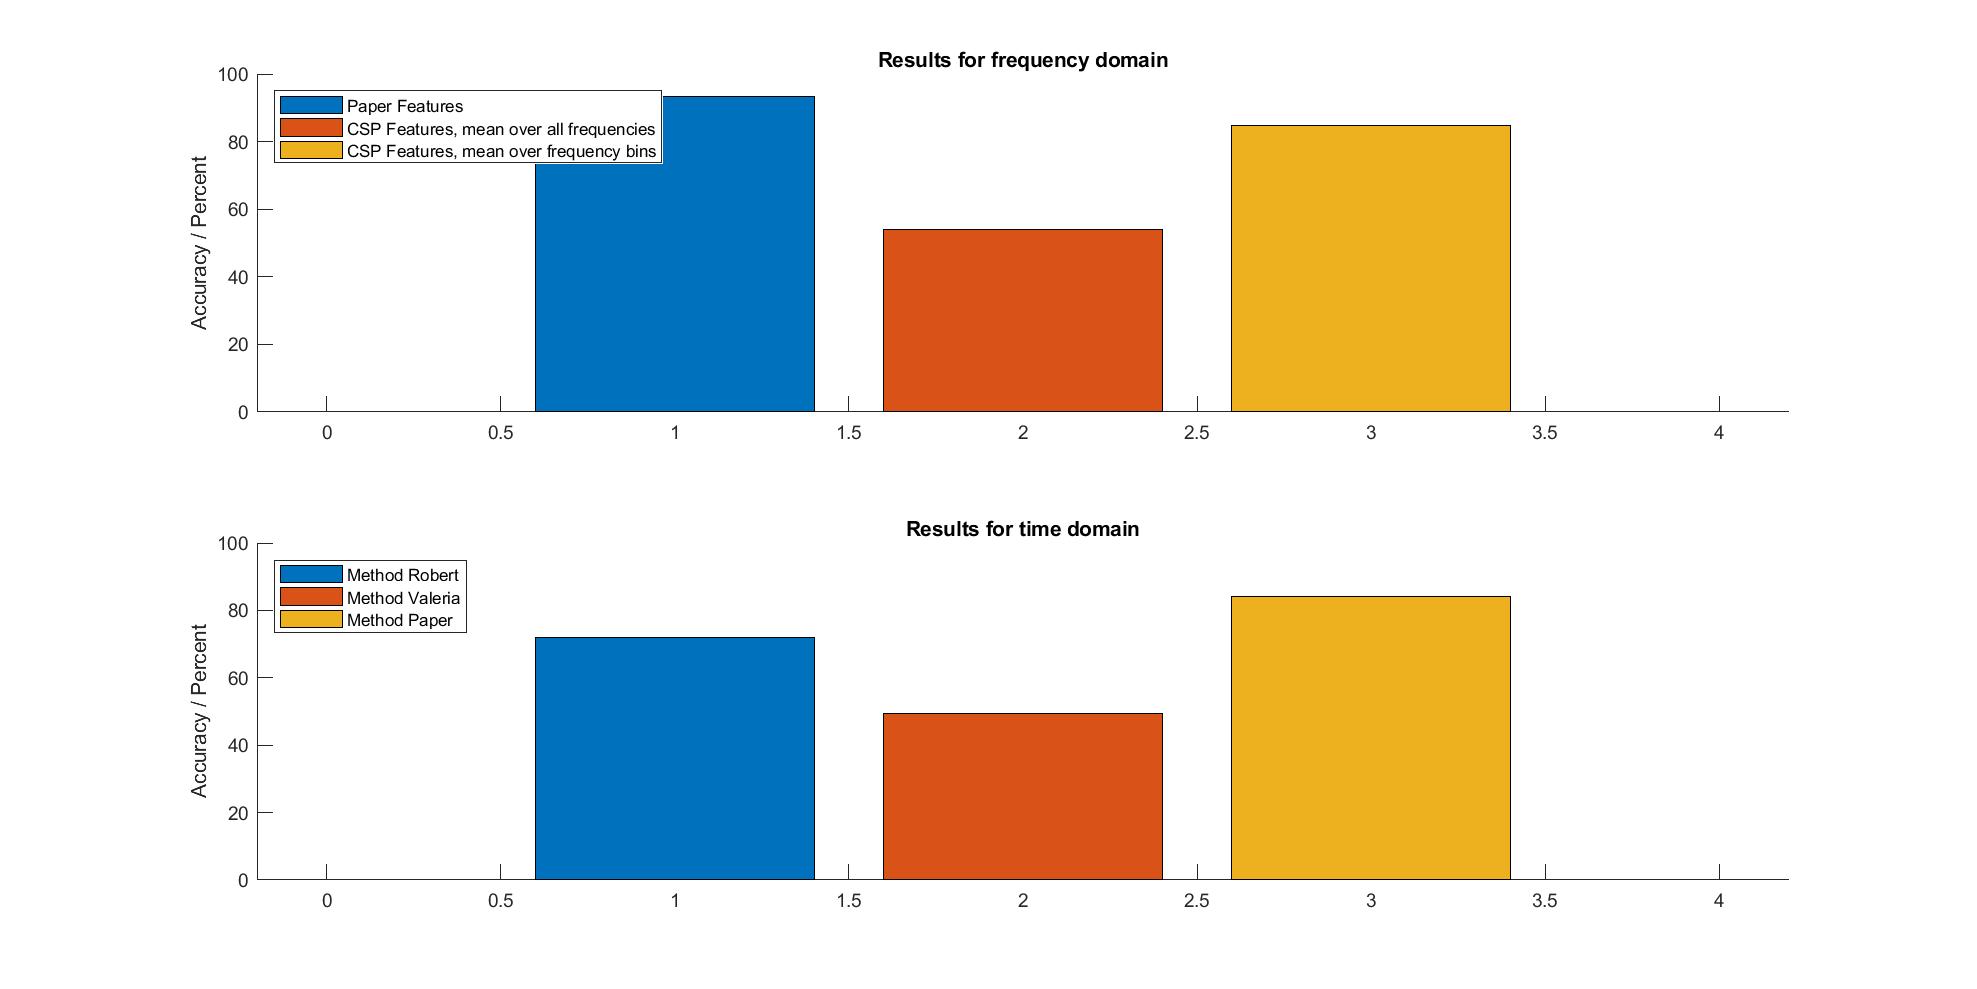 Results for frequency domain
100
80
60
40
20
0
Accuracy / Percent
Paper Features
CSP Features, mean over all frequencies
CSP Features, mean over frequency bins
0 0.5 1 1.5 2 2.5 3 3.5 4
Results for time domain
100
80
60
40
20
0
Accuracy / Percent
Method Robert
Method Valeria
Method Paper
0 0.5 1 1.5 2 2.5 3 3.5 4